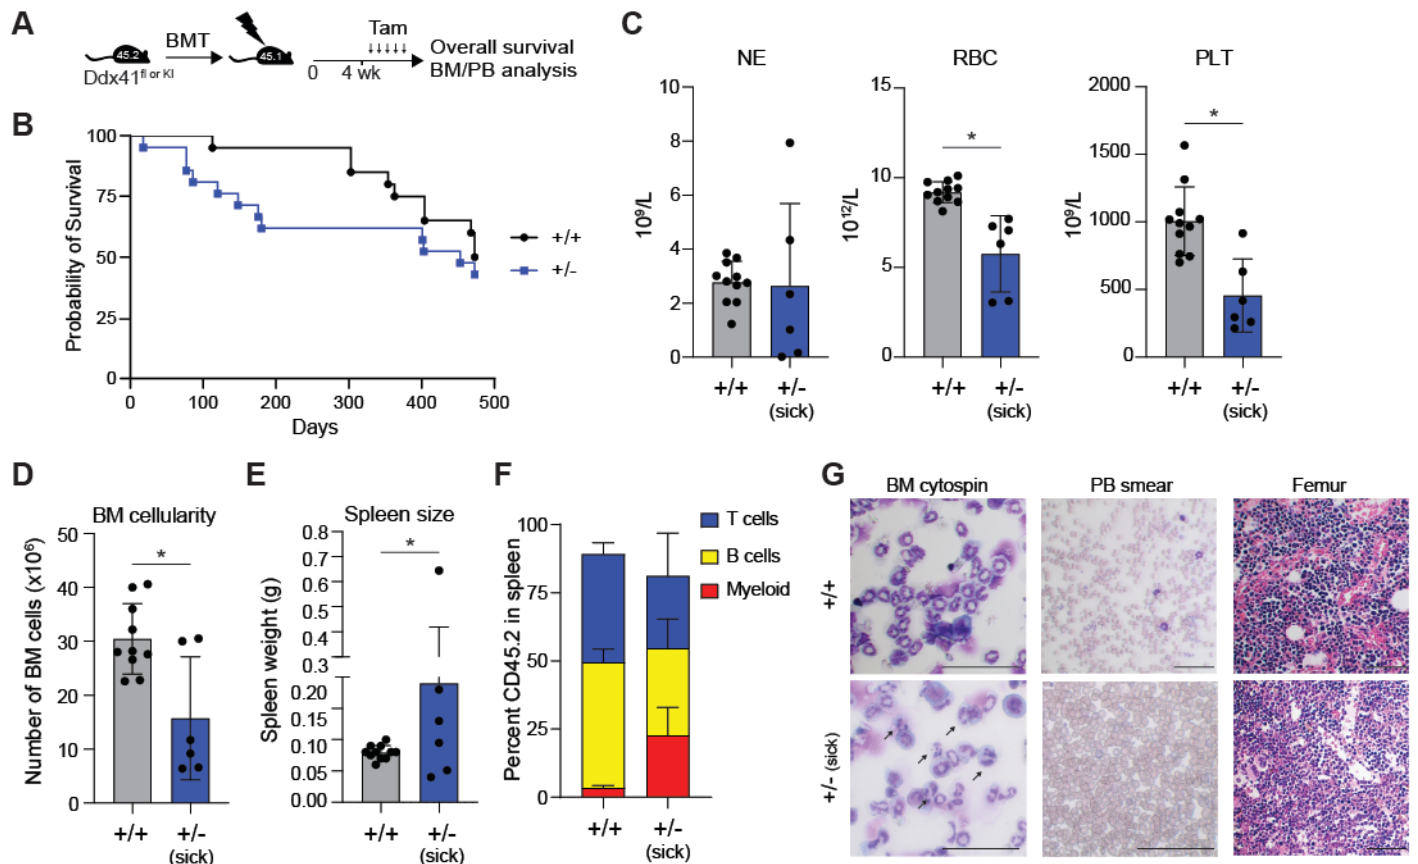 A
45.2
BMT
45.1
Tam
Ddx41fl or KI
0
4 wk
Overall survival
BM/PB analysis
B
Probability of Survival
100
75
50
25
0
0 100 200 300 400 500
Days
+/+
+/-
C
NE
10⁹/L
10
8
6
4
2
0
+/+
+/-
(sick)
RBC
10¹²/L
15
10
5
0
*
+/+
+/-
(sick)
PLT
10⁹/L
2000
1500
1000
500
0
*
+/+
+/-
(sick)
D
BM cellularity
Number of BM cells (x10⁶)
50
40
30
20
10
0
*
+/+
+/-
(sick)
E
Spleen size
Spleen weight (g)
0.8
0.7
0.6
0.5
0.4
0.3
0.20
0.15
0.10
0.05
0.00
*
+/+
+/-
(sick)
F
Percent CD45.2 in spleen
100
75
50
25
0
T cells
B cells
Myeloid
+/+
+/-
(sick)
G
BM cytospin
PB smear
Femur
+/+
+/- (sick)